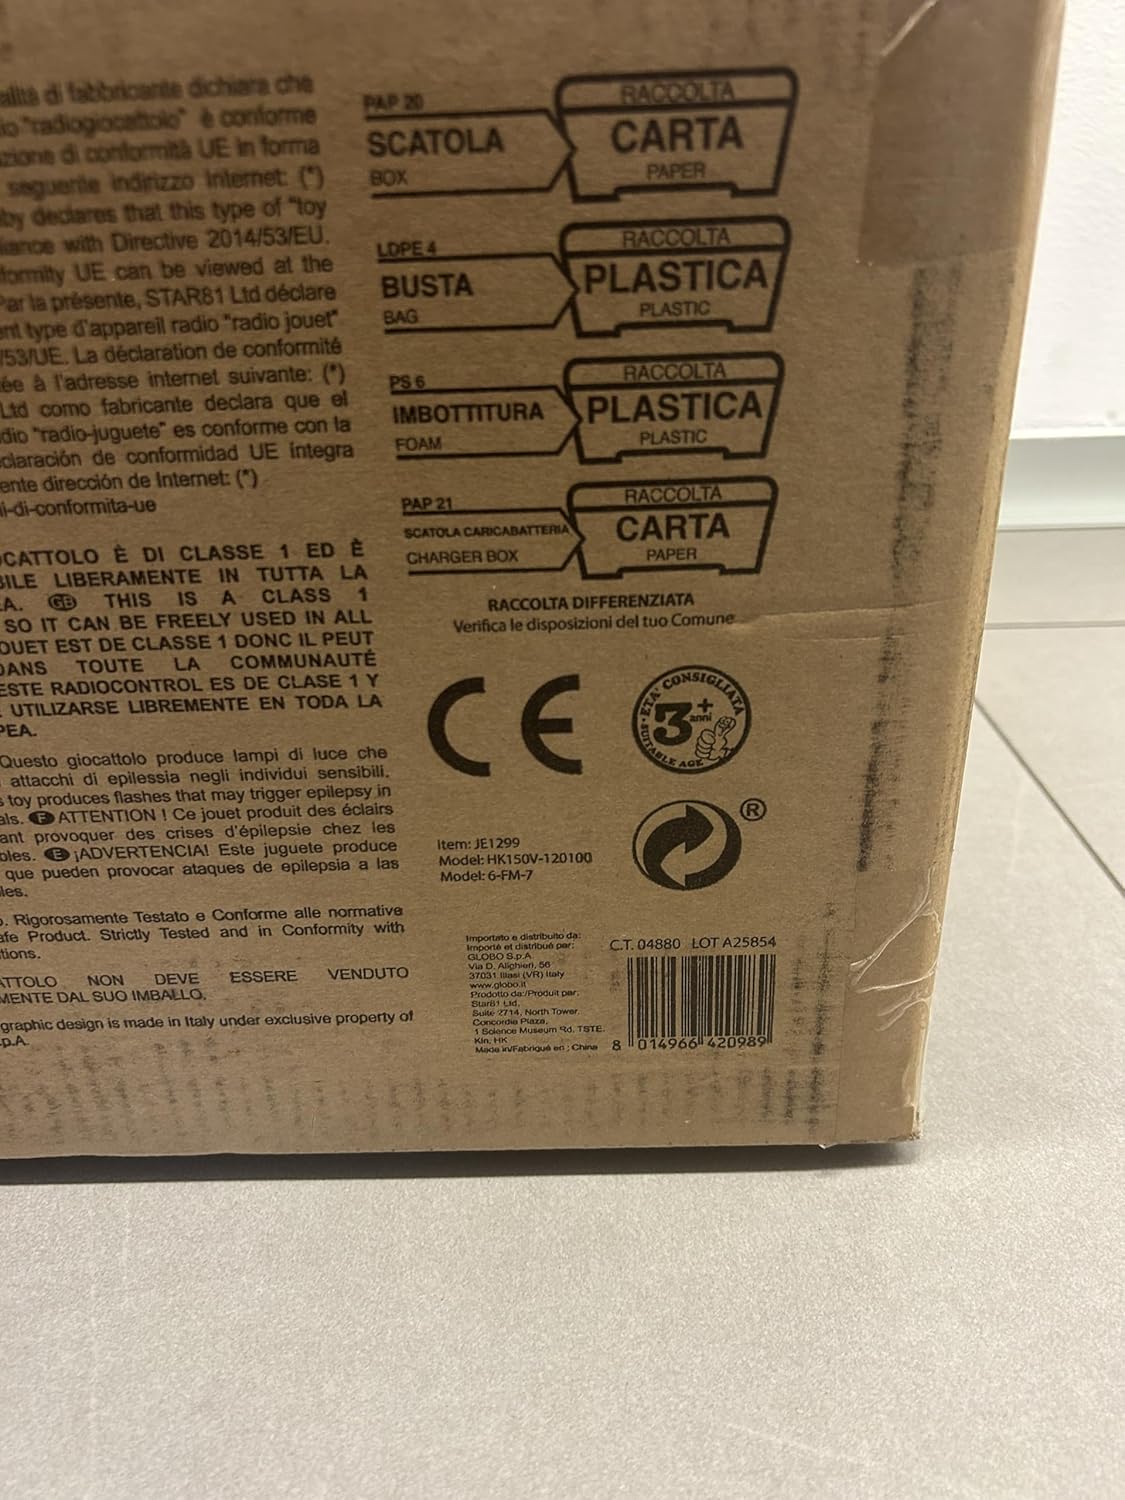 alità di fabbricante dichiara che
io "radiogiocattolo" è conforme
azione di conformità UE in forma
seguente indirizzo Internet: (*)
by declares that this type of "toy
liance with Directive 2014/53/EU.
formity UE can be viewed at the
Par la présente, STAR81 Ltd déclare
ent type d'appareil radio "radio jouet"
/53/UE. La déclaration de conformité
ée à l'adresse internet suivante: (*)
Ltd como fabricante declara que el
dio "radio-juguete" es conforme con la
claración de conformidad UE íntegra
ente dirección de Internet: (*)
ni-di-conformita-ue
OCATTOLO È DI CLASSE 1 ED È
BILE LIBERAMENTE IN TUTTA LA
EA. GB THIS IS A CLASS 1
SO IT CAN BE FREELY USED IN ALL
OUET EST DE CLASSE 1 DONC IL PEUT
DANS TOUTE LA COMMUNAUTÉ
ESTE RADIOCONTROL ES DE CLASE 1 Y
UTILIZARSE LIBREMENTE EN TODA LA
PEA.
Questo giocattolo produce lampi di luce che
attacchi di epilessia negli individui sensibili.
s toy produces flashes that may trigger epilepsy in
als. F ATTENTION ! Ce jouet produit des éclairs
ant provoquer des crises d'épilepsie chez les
bles. E ¡ADVERTENCIA! Este juguete produce
que pueden provocar ataques de epilepsia a las
les.
o. Rigorosamente Testato e Conforme alle normative
afe Product. Strictly Tested and in Conformity with
tions.
ATTOLO NON DEVE ESSERE VENDUTO
MENTE DAL SUO IMBALLO.
graphic design is made in Italy under exclusive property of
p.A.
PAP 20
SCATOLA
BOX
RACCOLTA
CARTA
PAPER
LDPE 4
BUSTA
BAG
RACCOLTA
PLASTICA
PLASTIC
PS 6
IMBOTTITURA
FOAM
RACCOLTA
PLASTICA
PLASTIC
PAP 21
SCATOLA CARICABATTERIA
CHARGER BOX
RACCOLTA
CARTA
PAPER
RACCOLTA DIFFERENZIATA
Verifica le disposizioni del tuo Comune
CE
ETA' CONSIGLIATA
3+
anni
SUITABLE AGE
®
Item: JE1299
Model: HK150V-120100
Model: 6-FM-7
Importato e distribuito da:
Importé et distribué par:
GLOBO S.p.A.
Via D. Alighieri, 56
37031 Illasi (VR) Italy
www.globo.it
Prodotto da:/Produit par:
Star81 Ltd.
Suite 2714, North Tower.
Concordia Plaza,
1 Science Museum Rd. TSTE.
Kln, HK
Made in/Fabriqué en : China
C.T. 04880 LOT A25854
8 014966 420989